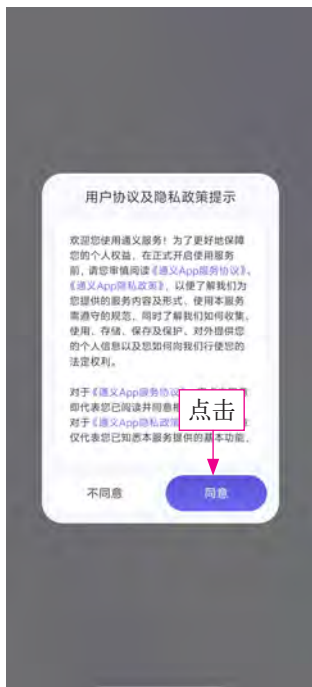 用户协议及隐私政策提示
欢迎您使用通义服务！为了更好地保障
您的个人权益，在正式开启使用服务
前，请您审慎阅读《通义App服务协议》、
《通义App隐私政策》，以便了解我们为
您提供的服务内容及形式、使用本服务
需遵守的规范，同时了解我们如何收集、
使用、存储、保存及保护、对外提供您
的个人信息以及您如何向我们行使您的
法定权利。
对于《通义App服务协议
即代表您已阅读并同意
对于《通义App隐私政策
仅代表您已知悉本服务提供的基本功能，
点击
不同意
同意